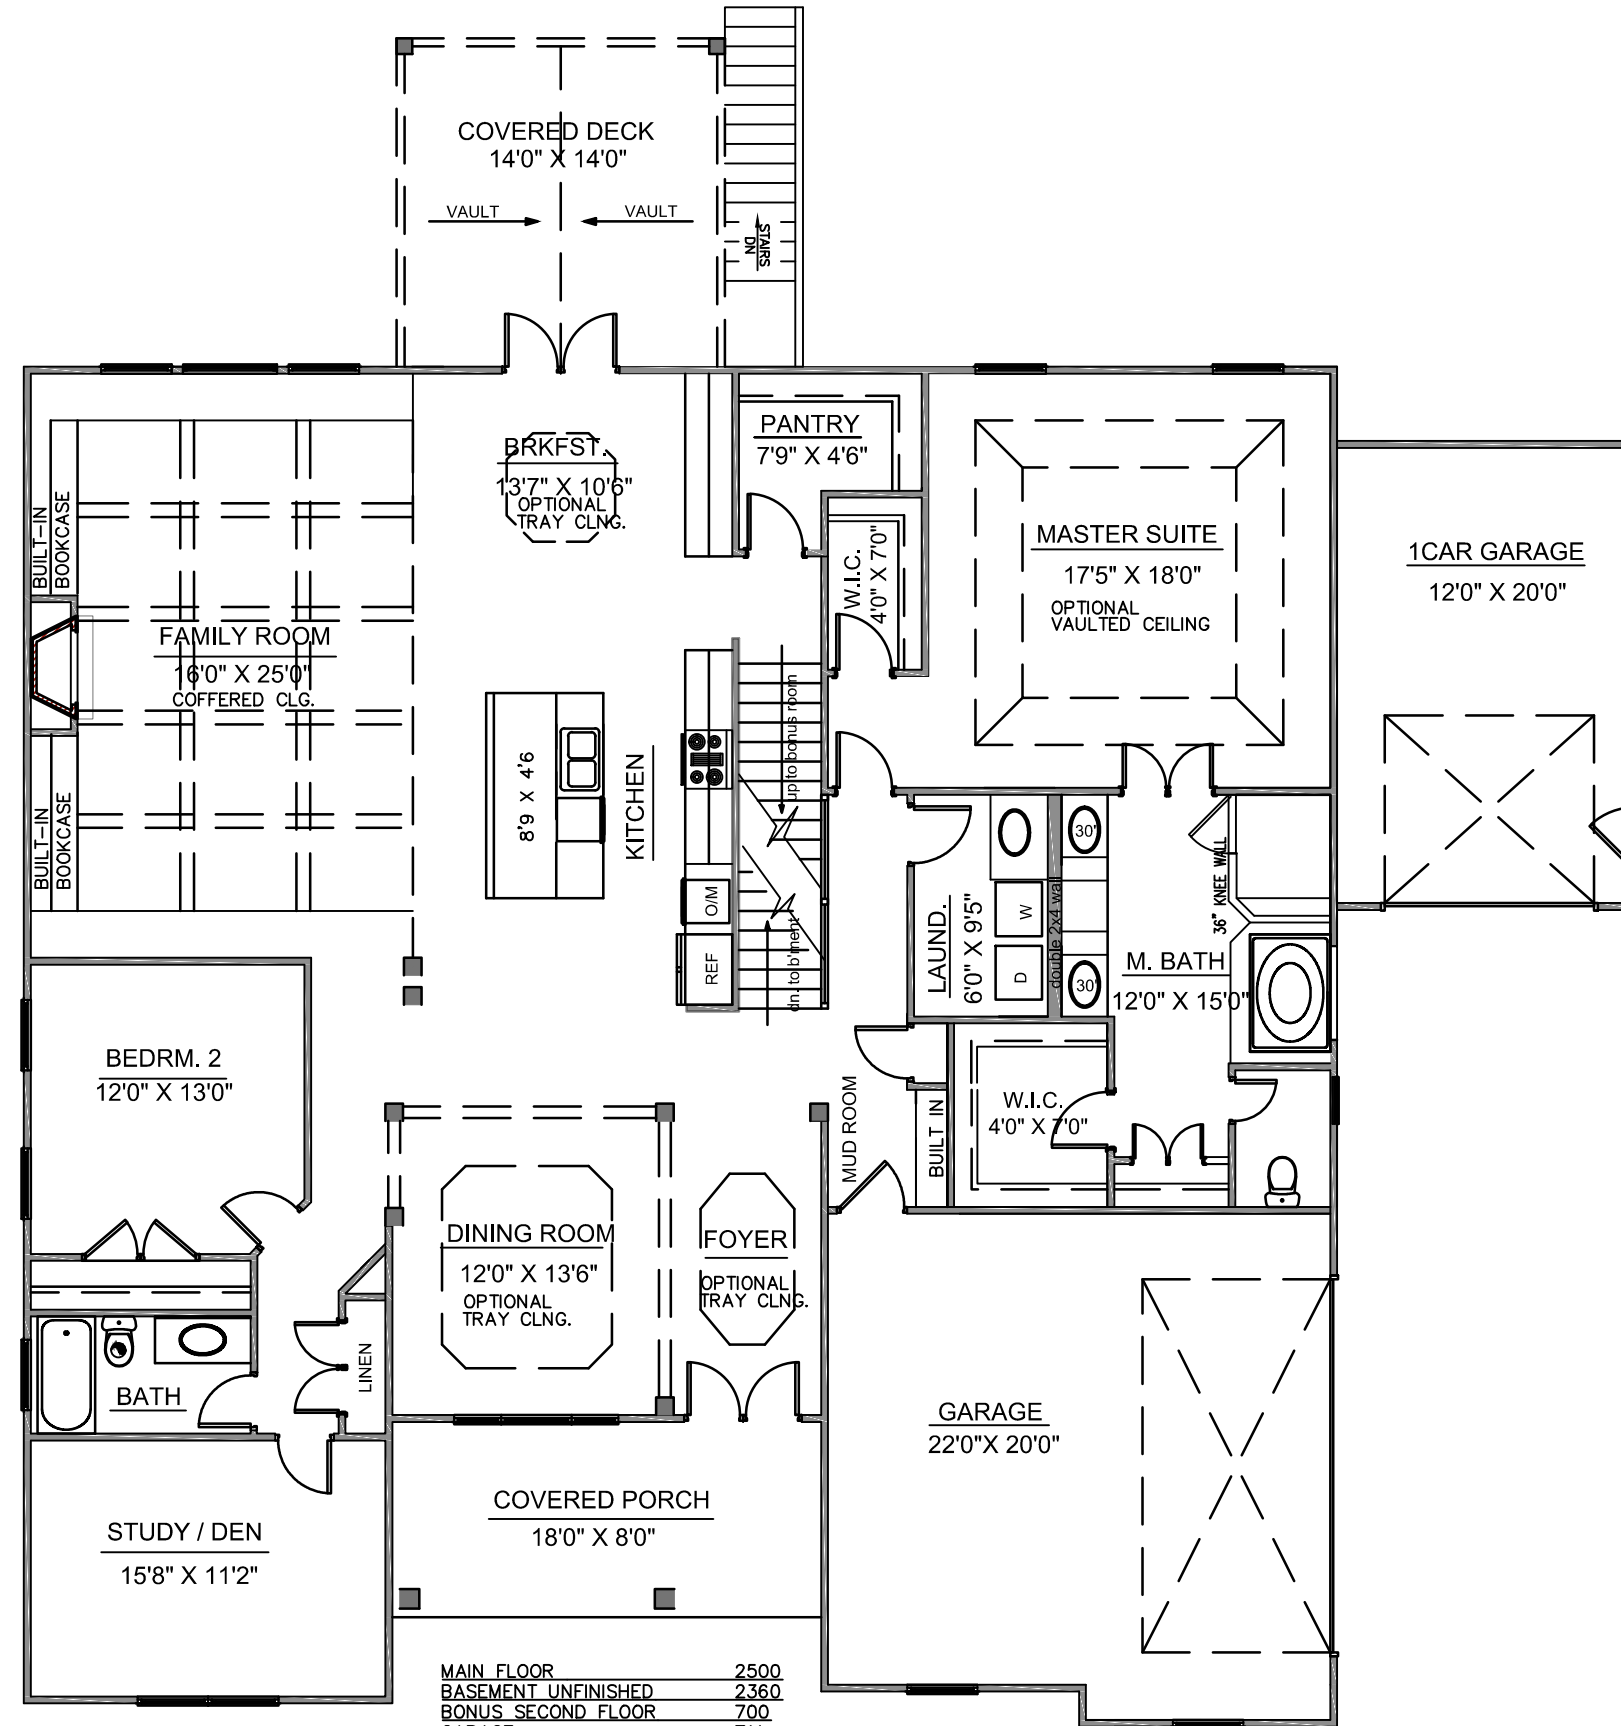 COVERED DECK
14'0" X 14'0"
VAULT
VAULT
STAIRS
DN
BRKFST.
13'7" X 10'6"
OPTIONAL
TRAY CLNG.
PANTRY
7'9" X 4'6"
W.I.C.
4'0" X 7'0"
MASTER SUITE
17'5" X 18'0"
OPTIONAL
VAULTED CEILING
1CAR GARAGE
12'0" X 20'0"
BUILT-IN
BOOKCASE
FAMILY ROOM
16'0" X 25'0"
COFFERED CLG.
BUILT-IN
BOOKCASE
8'9 X 4'6
KITCHEN
up to bonus room
O/M
REF
dn. to b'ment
LAUND.
6'0" X 9'5"
W
D
double 2x4 wall
30"
30"
36" KNEE WALL
M. BATH
12'0" X 15'0"
BEDRM. 2
12'0" X 13'0"
MUD ROOM
BUILT IN
W.I.C.
4'0" X 7'0"
DINING ROOM
12'0" X 13'6"
OPTIONAL
TRAY CLNG.
FOYER
OPTIONAL
TRAY CLNG.
LINEN
BATH
GARAGE
22'0"X 20'0"
COVERED PORCH
18'0" X 8'0"
STUDY / DEN
15'8" X 11'2"
MAIN FLOOR 2500
BASEMENT UNFINISHED 2360
BONUS SECOND FLOOR 700